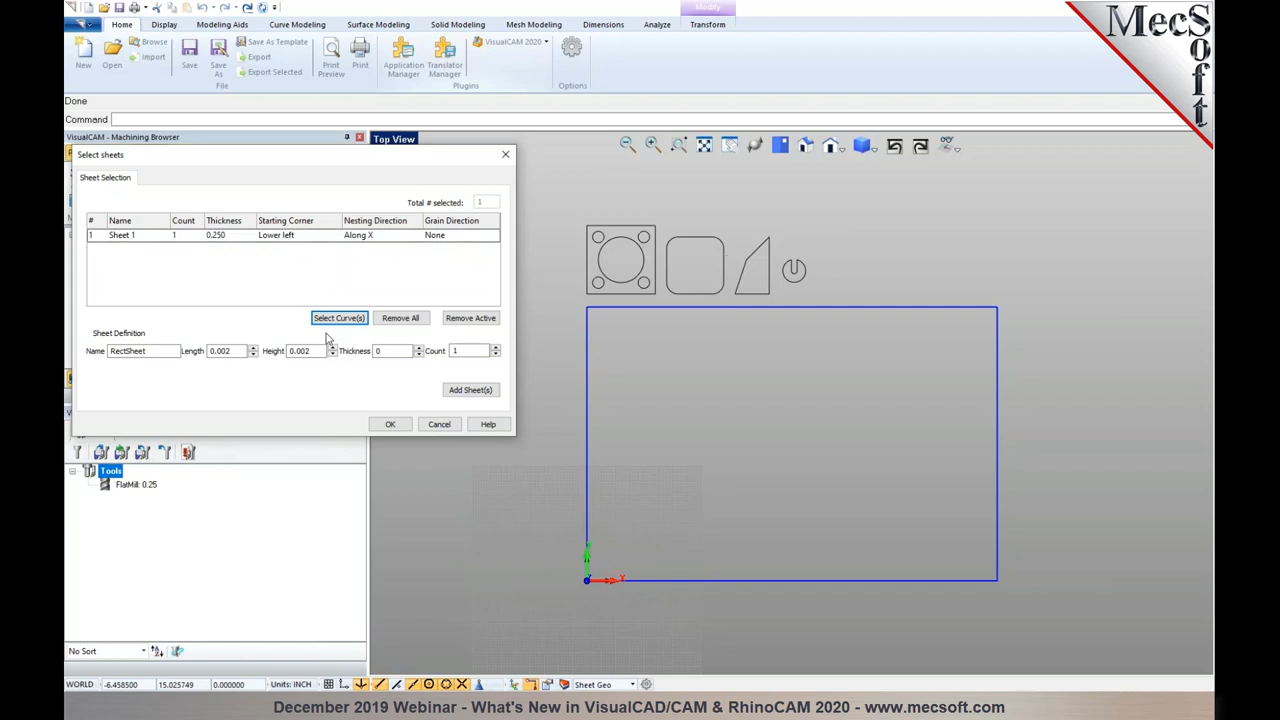 Modify
Home Display Modeling Aids Curve Modeling Surface Modeling Solid Modeling Mesh Modeling Dimensions Analyze Transform
New Open Browse Import Save Save As Save As Template Export Export Selected Print Preview Print Application Manager Translator Manager VisualCAM 2020 Options
File Plugins Options
Done
Command
VisualCAM - Machining Browser
Top View
Select sheets
Sheet Selection
Total # selected: 1
# Name Count Thickness Starting Corner Nesting Direction Grain Direction
1 Sheet 1 1 0.250 Lower left Along X None
Select Curve(s) Remove All Remove Active
Sheet Definition
Name RectSheet Length 0.002 Height 0.002 Thickness 0 Count 1
Add Sheet(s)
OK Cancel Help
Tools
FlatMill: 0.25
No Sort
WORLD -6.458500 15.025749 0.000000 Units: INCH Sheet Geo
MecSoft
December 2019 Webinar - What's New in VisualCAD/CAM & RhinoCAM 2020 - www.mecsoft.com